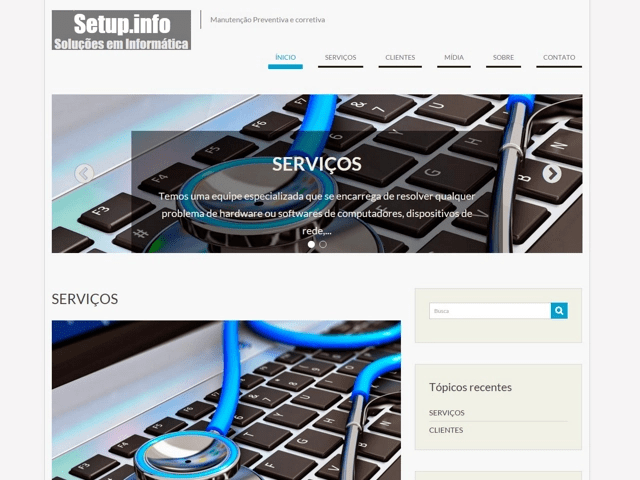 Setup.info
Soluções em Informática
Manutenção Preventiva e corretiva
ÍNICIO
SERVIÇOS
CLIENTES
MÍDIA
SOBRE
CONTATO
SERVIÇOS
Temos uma equipe especializada que se encarrega de resolver qualquer
problema de hardware ou softwares de computadores, dispositivos de
rede,...
SERVIÇOS
Busca
Tópicos recentes
SERVIÇOS
CLIENTES